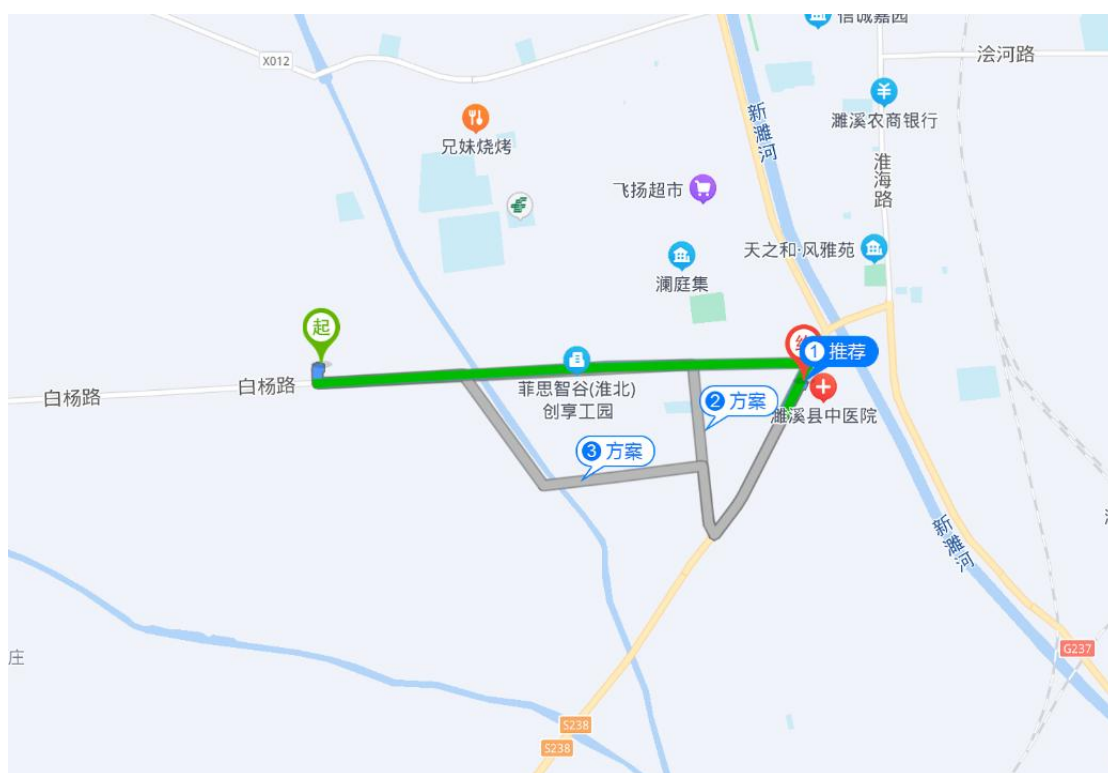 信诚嘉园
X012
浍河路
濉溪农商银行
新濉河
兄妹烧烤
淮海路
飞扬超市
天之和·风雅苑
澜庭集
起
1 推荐
白杨路
白杨路
菲思智谷(淮北)
创享工园
2 方案
濉溪县中医院
3 方案
新濉河
庄
G237
S238
S238